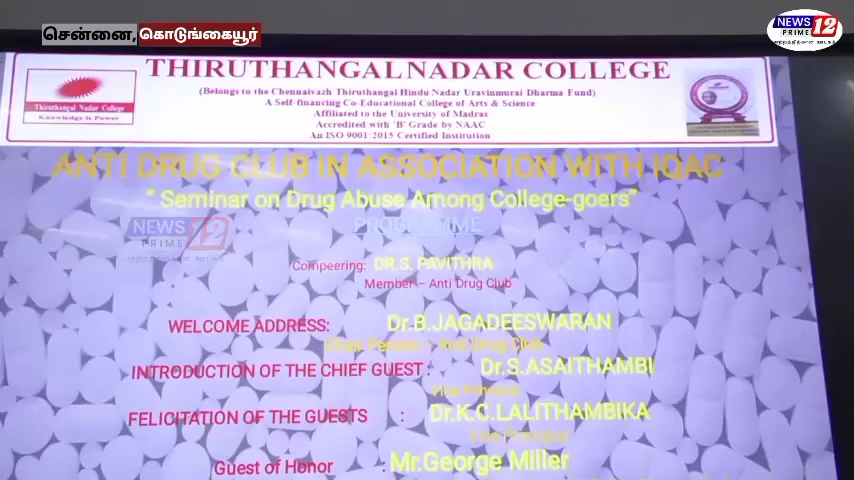 சென்னை, கொடுங்கையூர்
NEWS 12
PRIME
THIRUTHANGAL NADAR COLLEGE
(Belongs to the Chennaivazh Thiruthangal Hindu Nadar Uravinmurai Dharma Fund)
A Self-financing Co-Educational College of Arts & Science
Affiliated to the University of Madras
Accredited with 'B' Grade by NAAC
An ISO 9001:2015 Certified Institution
Thiruthangal Nadar College
Knowledge is Power
ANTI DRUG CLUB IN ASSOCIATION WITH IQAC
" Seminar on Drug Abuse Among College-goers"
PROGRAMME
NEWS 12
PRIME
Compeering: DR.S. PAVITHRA
Member – Anti Drug Club
WELCOME ADDRESS: Dr.B.JAGADEESWARAN
Chair Person – Anti Drug Club
INTRODUCTION OF THE CHIEF GUEST : Dr.S.ASAITHAMBI
Vice Principal
FELICITATION OF THE GUESTS : Dr.K.C.LALITHAMBIKA
Vice Principal
Guest of Honor : Mr.George Miller